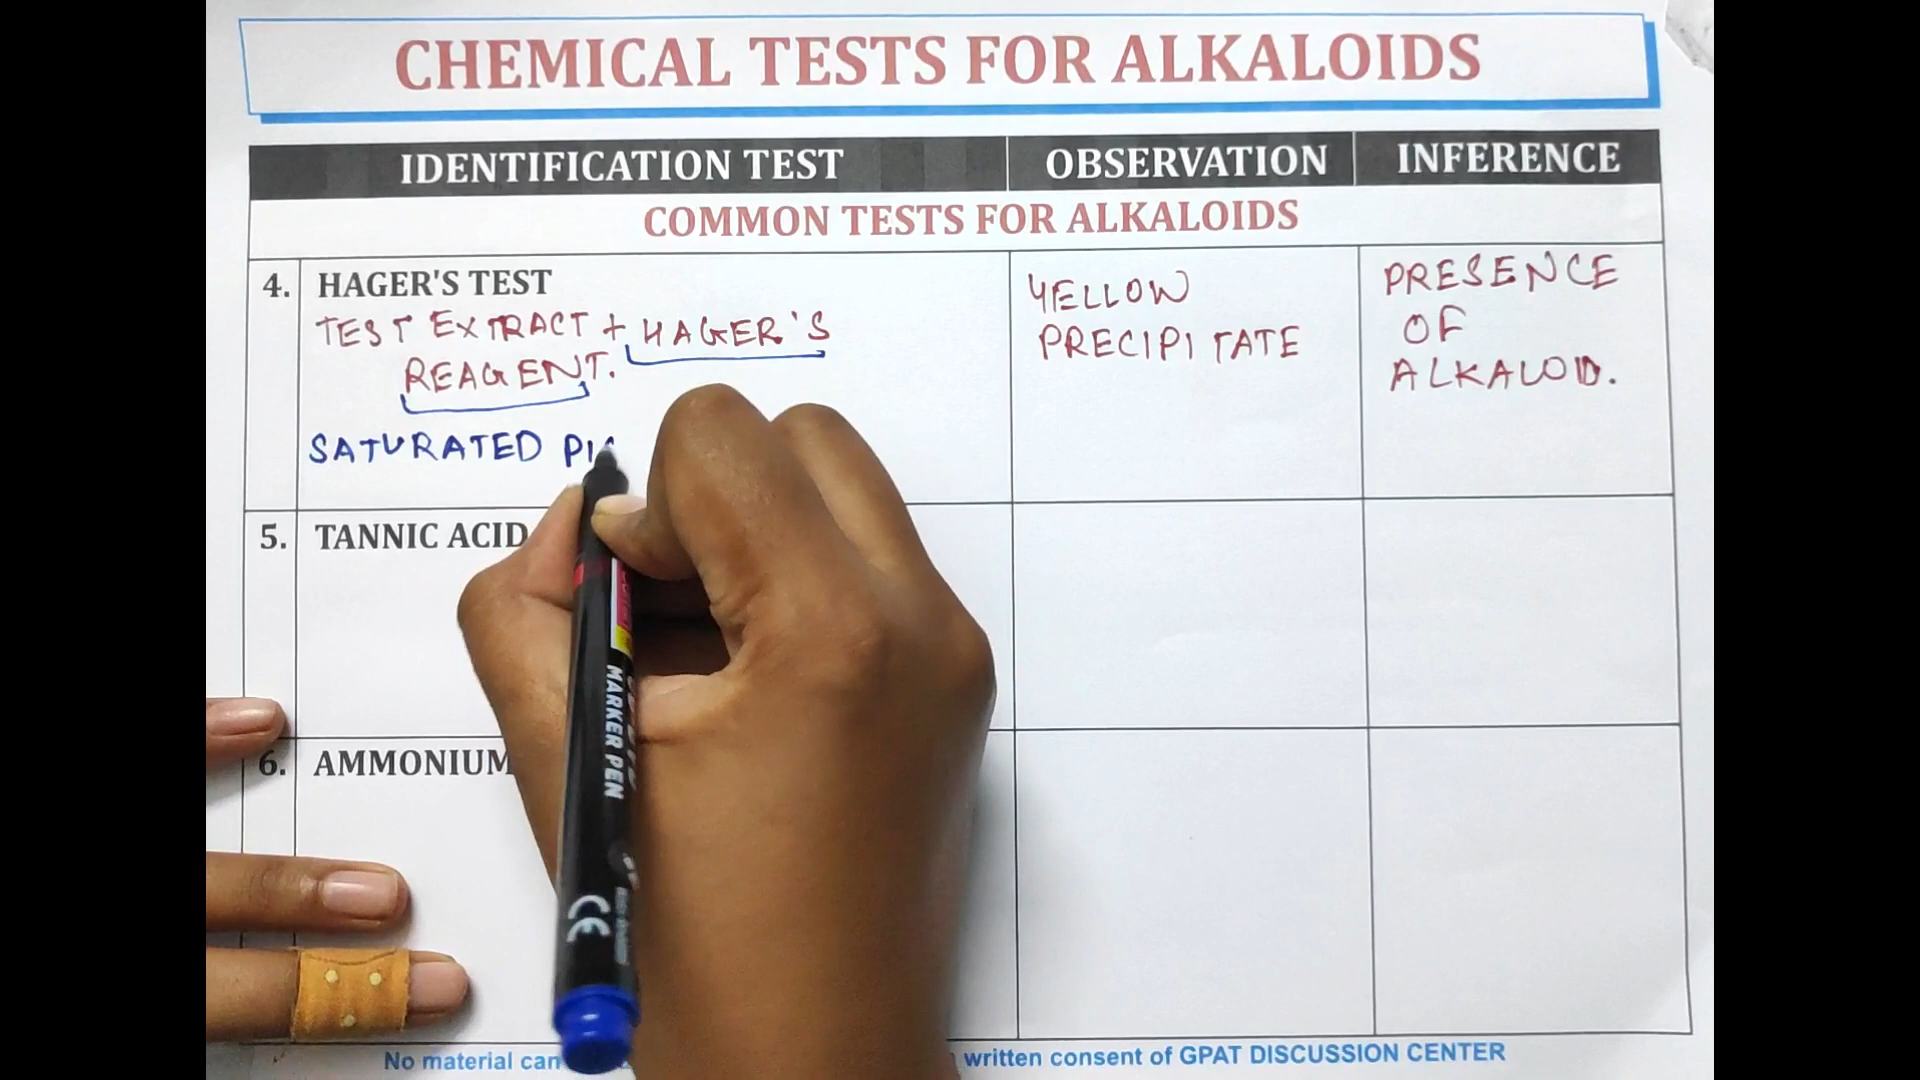 CHEMICAL TESTS FOR ALKALOIDS
IDENTIFICATION TEST OBSERVATION INFERENCE
COMMON TESTS FOR ALKALOIDS
4. HAGER'S TEST
TEST EXTRACT + HAGER'S
REAGENT.
SATURATED
YELLOW
PRECIPITATE
PRESENCE
OF
ALKALOID.
5. TANNIC ACID
6. AMMONIUM
MARKER PEN
CE
No material can
written consent of GPAT DISCUSSION CENTER